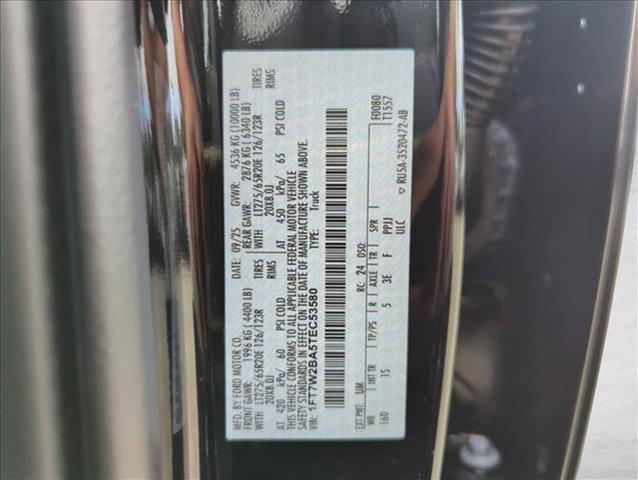 MFD. BY FORD MOTOR CO.
DATE: 09/25 GVWR: 4536 KG (10000 LB)
FRONT GAWR: 1996 KG ( 4400 LB) REAR GAWR: 2876 KG ( 6340 LB)
LT275/65R20E 126/123R TIRES WITH LT275/65R20E 126/123R TIRES
20X8.0J RIMS 20X8.0J RIMS
AT 420 kPa/ 60 PSI COLD AT 450 kPa/ 65 PSI COLD
THIS VEHICLE CONFORMS TO ALL APPLICABLE FEDERAL MOTOR VEHICLE
SAFETY STANDARDS IN EFFECT ON THE DATE OF MANUFACTURE SHOWN ABOVE.
VIN: 1FT7W2BA5TEC53580 TYPE: Truck
F0080
T1557
EXT PNT: UM RC: 24 DSO:
WB INT TR TP/PS R AXLE TR SPR
160 1S 5 3E F PPJJ
ULC
▽ RU5A-3520472-AB